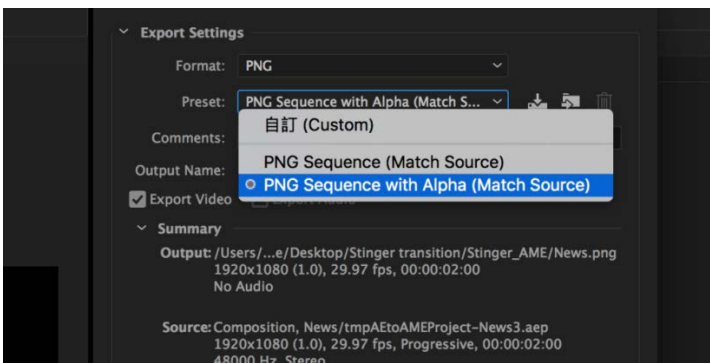 Export Settings
Format: PNG
Preset: PNG Sequence with Alpha (Match S...
自訂 (Custom)
Comments:
PNG Sequence (Match Source)
Output Name:
PNG Sequence with Alpha (Match Source)
Export Video Export Audio
Summary
Output: /Users/...e/Desktop/Stinger transition/Stinger_AME/News.png
1920x1080 (1.0), 29.97 fps, 00:00:02:00
No Audio
Source: Composition, News/tmpAEtoAMEProject-News3.aep
1920x1080 (1.0), 29.97 fps, Progressive, 00:00:02:00
48000 Hz, Stereo